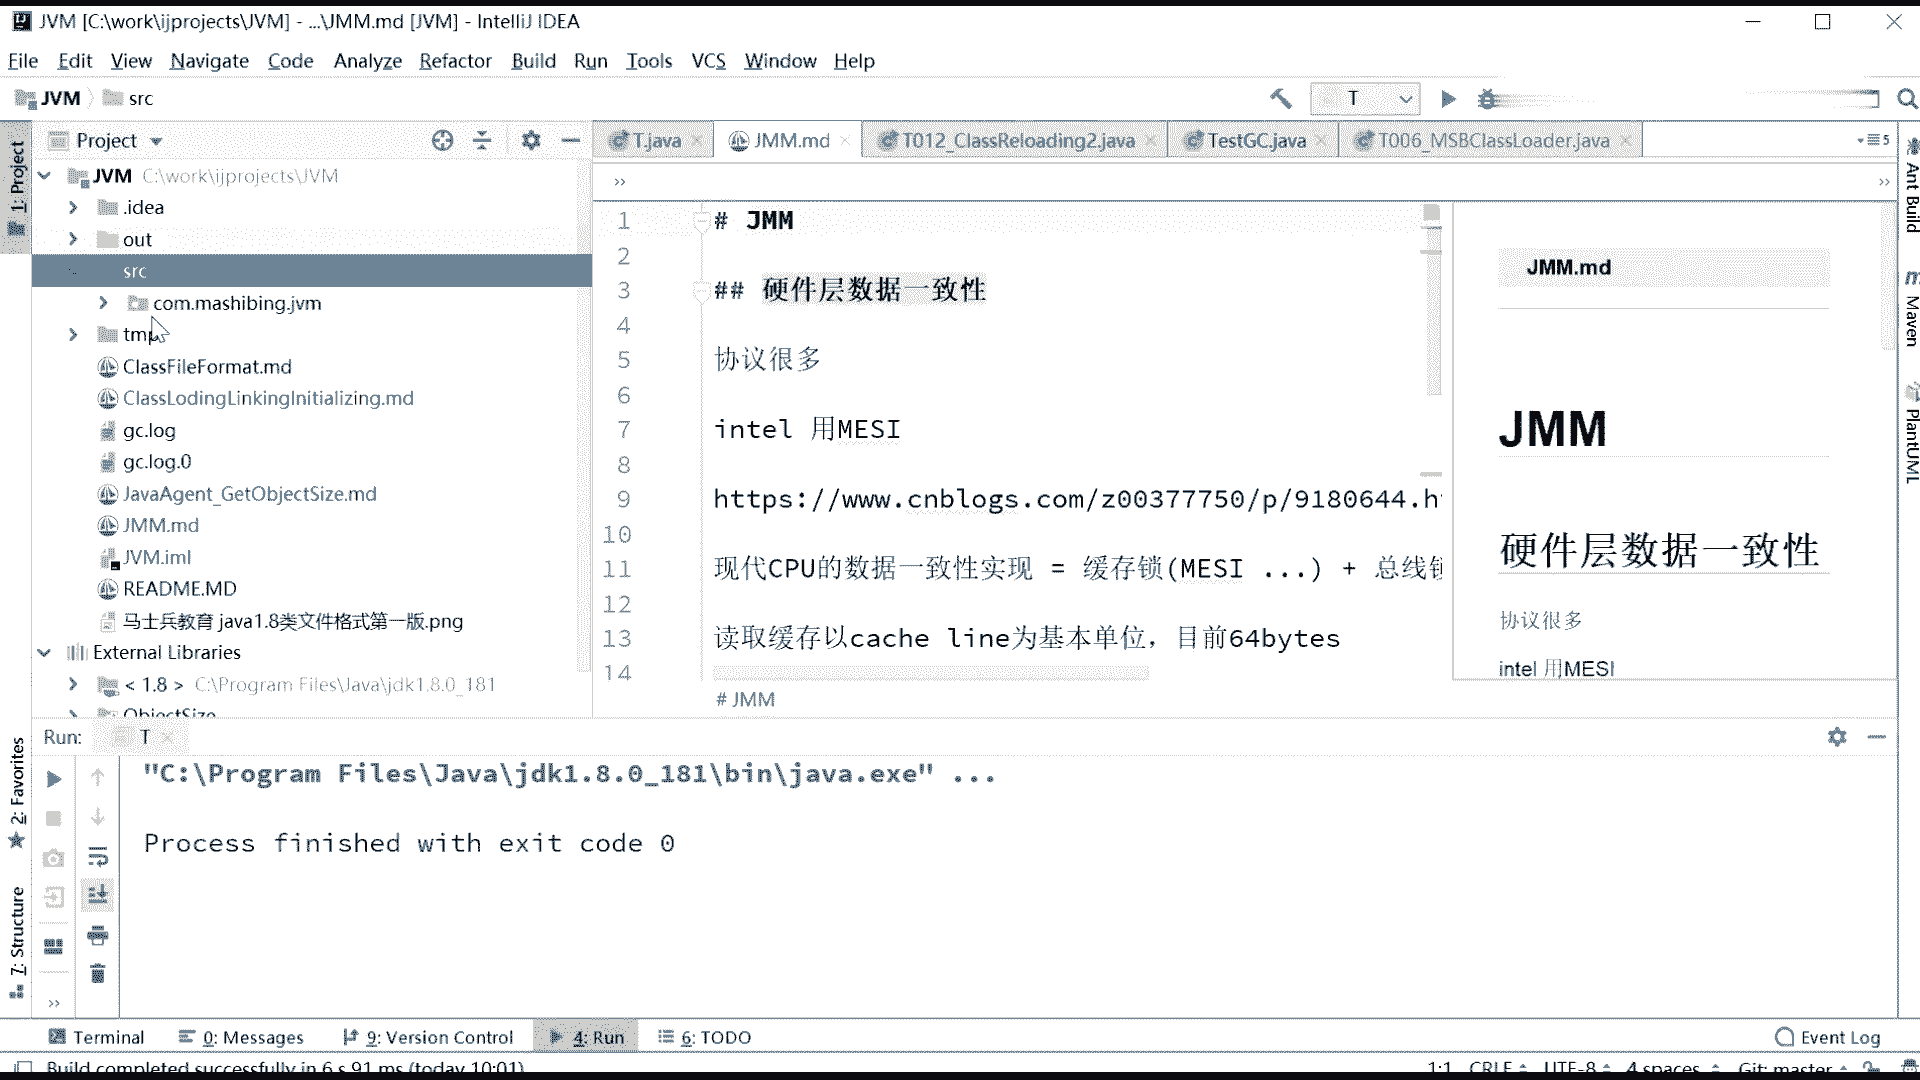 JVM [C:\work\ijprojects\JVM] - ...\JMM.md [JVM] - IntelliJ IDEA
File Edit View Navigate Code Analyze Refactor Build Run Tools VCS Window Help
JVM src T
1: Project
Project
T.java JMM.md T012_ClassReloading2.java TestGC.java T006_MSBClassLoader.java 5
JVM C:\work\ijprojects\JVM
.idea
out
src
com.mashibing.jvm
tmp
ClassFileFormat.md
ClassLodingLinkingInitializing.md
gc.log
gc.log.0
JavaAgent_GetObjectSize.md
JMM.md
JVM.iml
README.MD
马士兵教育 java1.8类文件格式第一版.png
External Libraries
< 1.8 > C:\Program Files\Java\jdk1.8.0_181
ObjectSize
1 # JMM
2
3 ## 硬件层数据一致性
4
5 协议很多
6
7 intel 用MESI
8
9 https://www.cnblogs.com/z00377750/p/9180644.h
10
11 现代CPU的数据一致性实现 = 缓存锁(MESI ...) + 总线锁
12
13 读取缓存以cache line为基本单位，目前64bytes
14
# JMM
JMM.md
JMM
硬件层数据一致性
协议很多
intel 用MESI
Ant Build
Maven
PlantUML
Run: T
"C:\Program Files\Java\jdk1.8.0_181\bin\java.exe" ...
Process finished with exit code 0
2: Favorites
7: Structure
Terminal 0: Messages 9: Version Control 4: Run 6: TODO Event Log
Build completed successfully in 6 s 91 ms (today 10:01) 1:1 CRLF UTF-8 4 spaces Git: master